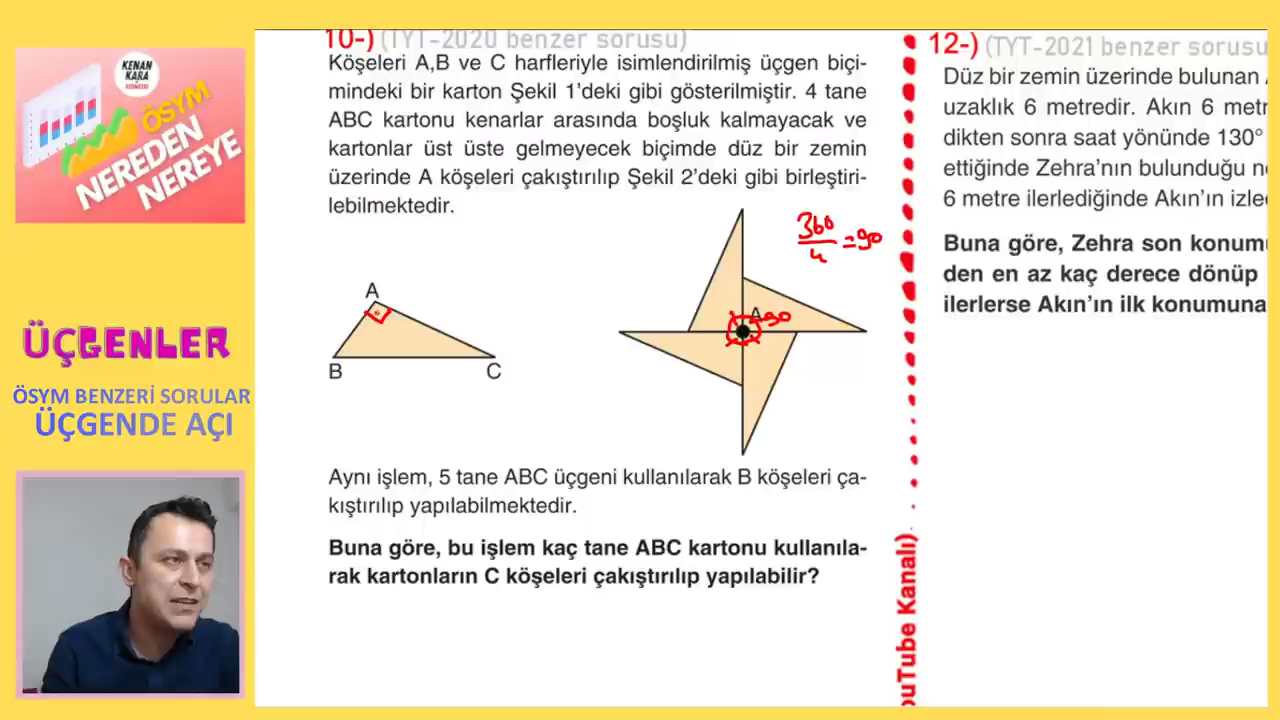 KENAN
KARA
ÖSYM
NEREDEN
NEREYE
ÜÇGENLER
ÖSYM BENZERİ SORULAR
ÜÇGENDE AÇI
10-) (TYT-2020 benzer sorusu)
Köşeleri A,B ve C harfleriyle isimlendirilmiş üçgen biçi-
mindeki bir karton Şekil 1'deki gibi gösterilmiştir. 4 tane
ABC kartonu kenarlar arasında boşluk kalmayacak ve
kartonlar üst üste gelmeyecek biçimde düz bir zemin
üzerinde A köşeleri çakıştırılıp Şekil 2'deki gibi birleştiri-
lebilmektedir.
A
B
C
360
4
=90
A
90
Aynı işlem, 5 tane ABC üçgeni kullanılarak B köşeleri ça-
kıştırılıp yapılabilmektedir.
Buna göre, bu işlem kaç tane ABC kartonu kullanıla-
rak kartonların C köşeleri çakıştırılıp yapılabilir?
ouTube Kanalı)
12-) (TYT-2021 benzer sorusu
Düz bir zemin üzerinde bulunan
uzaklık 6 metredir. Akın 6 metr
dikten sonra saat yönünde 130°
ettiğinde Zehra'nın bulunduğu n
6 metre ilerlediğinde Akın'ın izle
Buna göre, Zehra son konum
den en az kaç derece dönüp
ilerlerse Akın'ın ilk konumuna